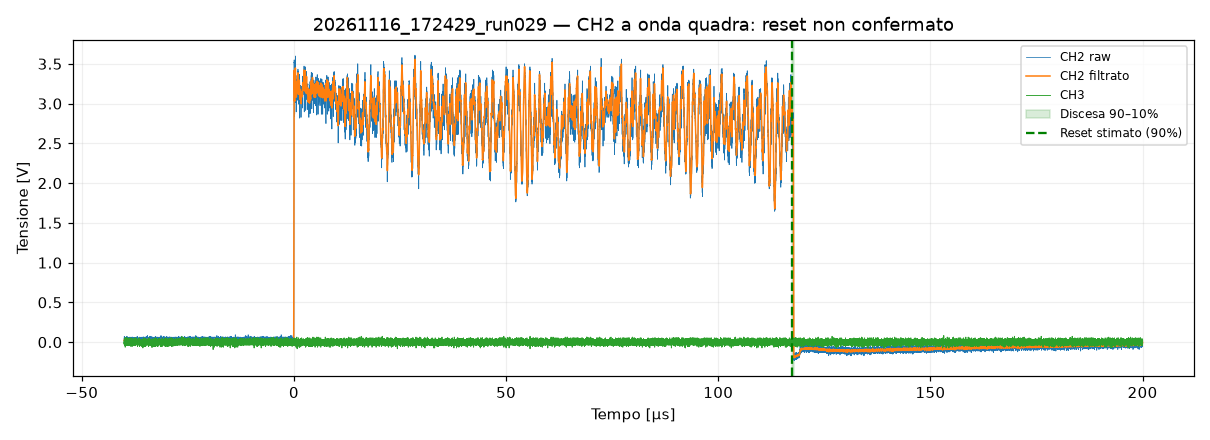 20261116_172429_run029 — CH2 a onda quadra: reset non confermato
Tensione [V]
3.5
3.0
2.5
2.0
1.5
1.0
0.5
0.0
CH2 raw
CH2 filtrato
CH3
Discesa 90–10%
Reset stimato (90%)
−50
0
50
100
150
200
Tempo [µs]